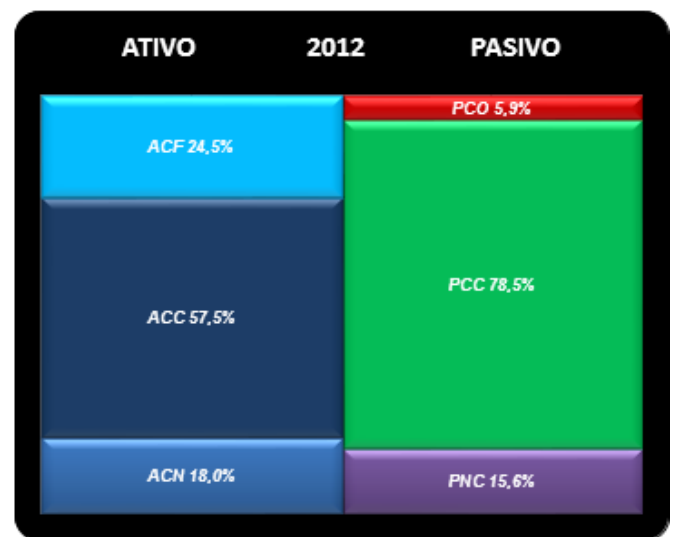 ATIVO 2012 PASIVO
PCO 5,9%
ACF 24,5%
PCC 78,5%
ACC 57,5%
ACN 18,0%
PNC 15,6%